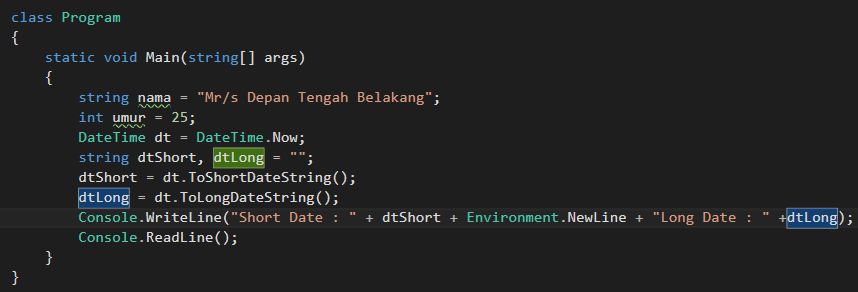 class Program
{
    static void Main(string[] args)
    {
        string nama = "Mr/s Depan Tengah Belakang";
        int umur = 25;
        DateTime dt = DateTime.Now;
        string dtShort, dtLong = "";
        dtShort = dt.ToShortDateString();
        dtLong = dt.ToLongDateString();
        Console.WriteLine("Short Date : " + dtShort + Environment.NewLine + "Long Date : " +dtLong);
        Console.ReadLine();
    }
}